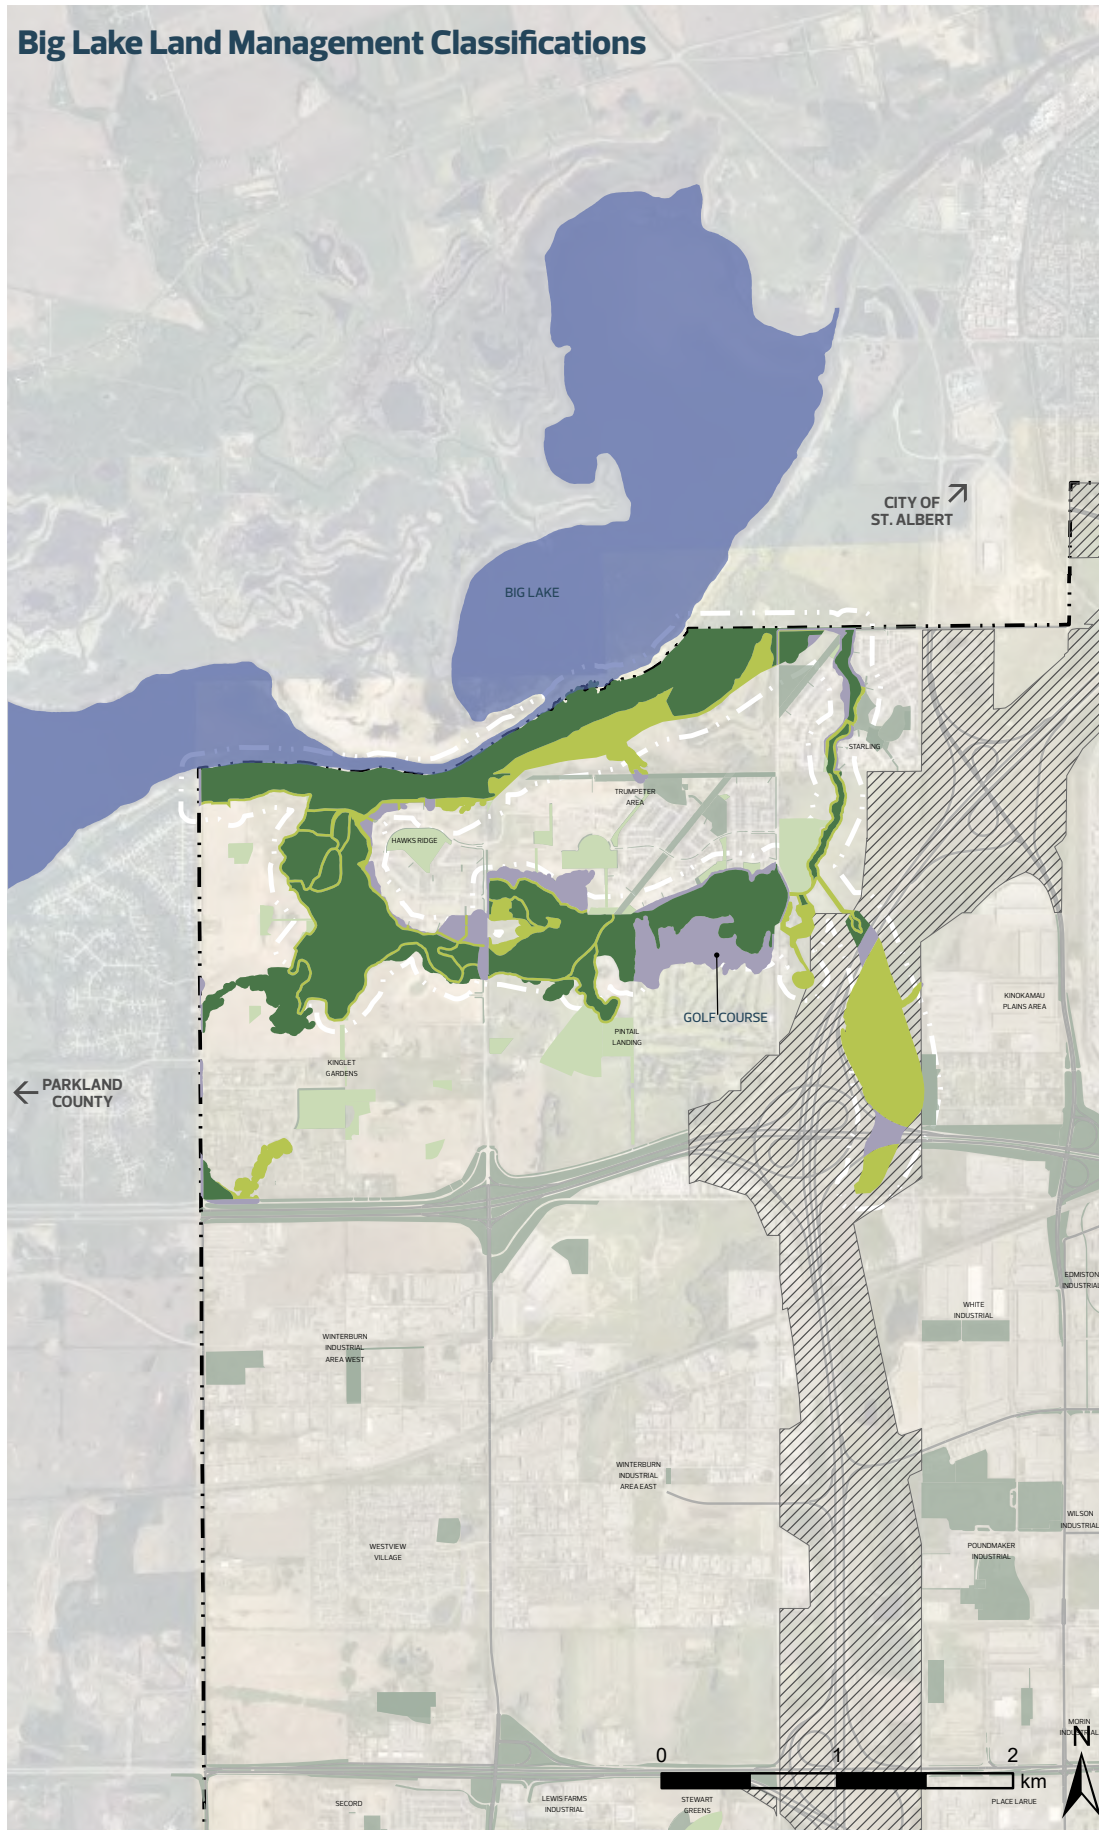 Big Lake Land Management Classifications
CITY OF
ST. ALBERT
BIG LAKE
STARLING
TRUMPETER
AREA
HAWKS RIDGE
KINOKAMAU
PLAINS AREA
GOLF COURSE
PINTAIL
LANDING
KINGLET
GARDENS
PARKLAND
COUNTY
EDMISTON
INDUSTRIAL
WHITE
INDUSTRIAL
WINTERBURN
INDUSTRIAL
AREA WEST
WINTERBURN
INDUSTRIAL
AREA EAST
WILSON
INDUSTRIAL
WESTVIEW
VILLAGE
POUNDMAKER
INDUSTRIAL
MORIN
INDUSTRIAL
N
0 1 2
km
SECORD
LEWIS FARMS
INDUSTRIAL
STEWART
GREENS
PLACE LARUE